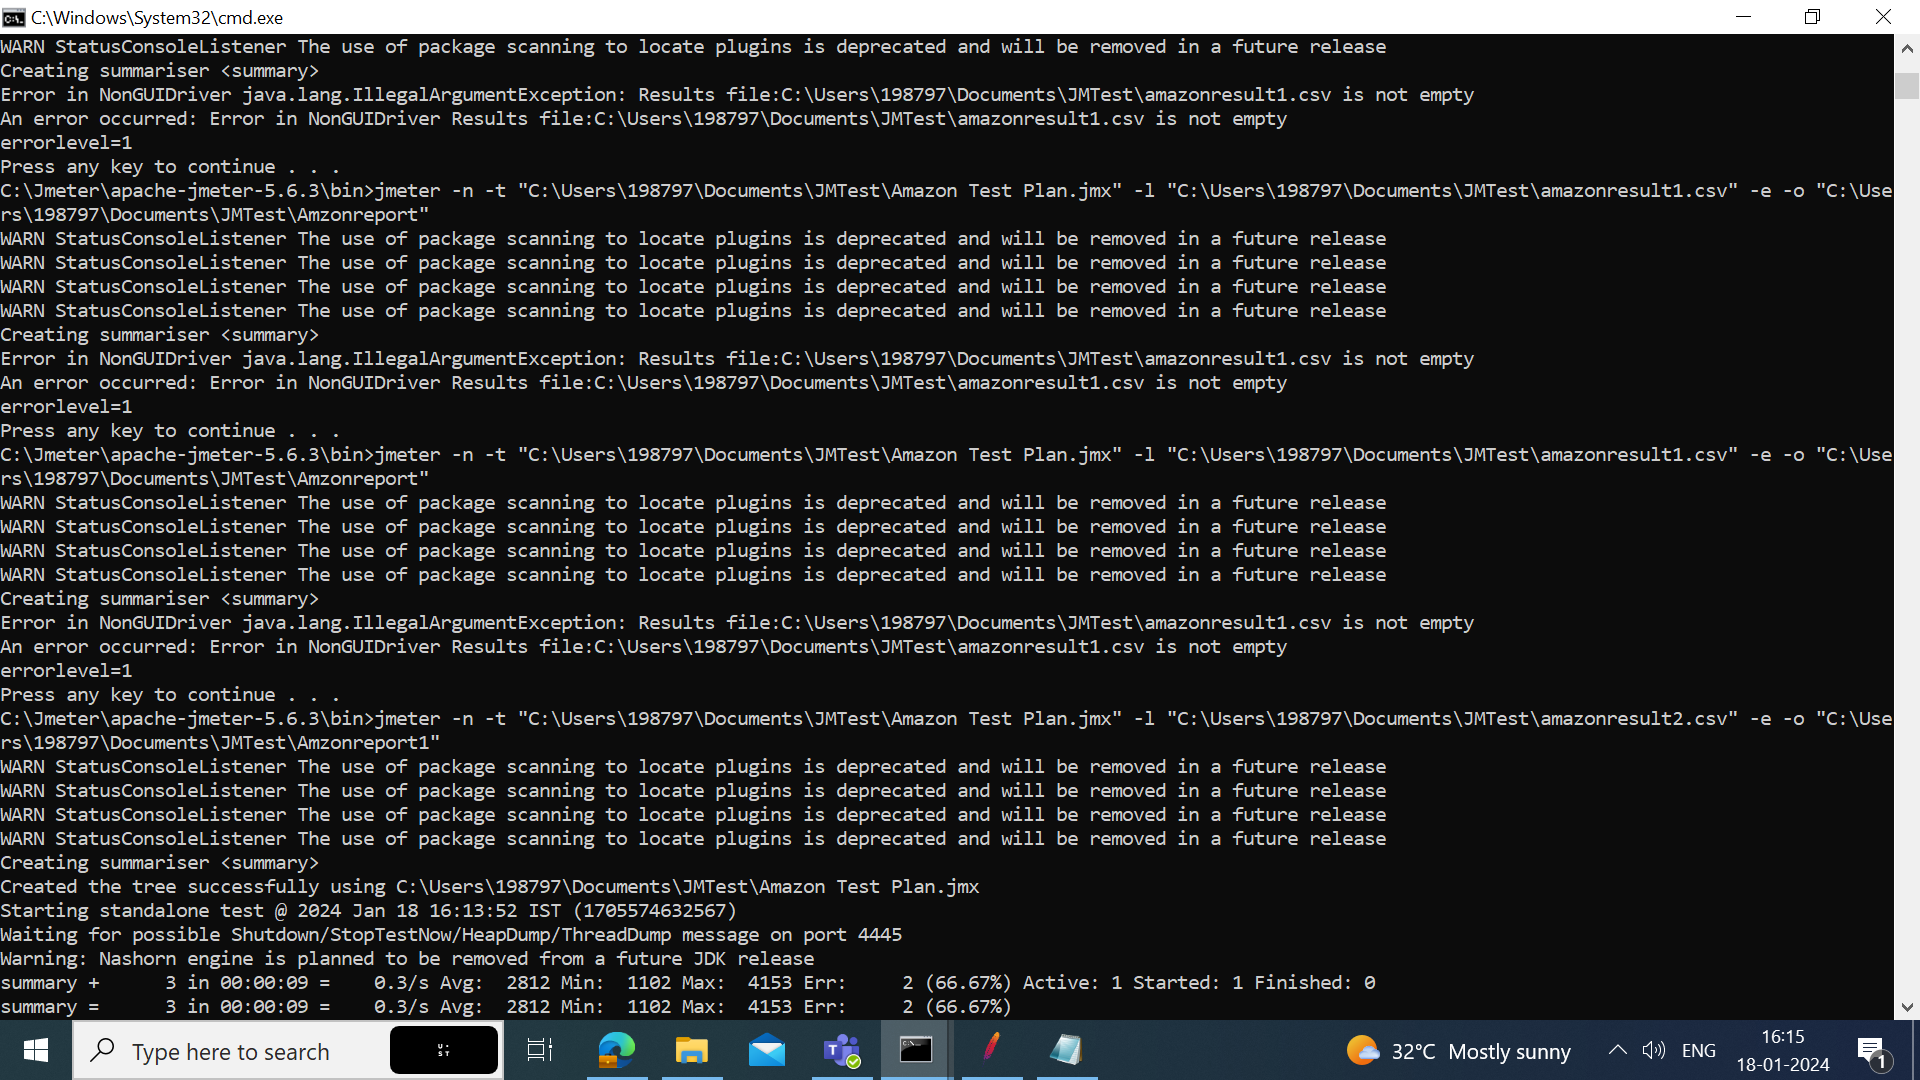 C:\Windows\System32\cmd.exe
WARN StatusConsoleListener The use of package scanning to locate plugins is deprecated and will be removed in a future release
Creating summariser <summary>
Error in NonGUIDriver java.lang.IllegalArgumentException: Results file:C:\Users\198797\Documents\JMTest\amazonresult1.csv is not empty
An error occurred: Error in NonGUIDriver Results file:C:\Users\198797\Documents\JMTest\amazonresult1.csv is not empty
errorlevel=1
Press any key to continue . . .
C:\Jmeter\apache-jmeter-5.6.3\bin>jmeter -n -t "C:\Users\198797\Documents\JMTest\Amazon Test Plan.jmx" -l "C:\Users\198797\Documents\JMTest\amazonresult1.csv" -e -o "C:\Use
rs\198797\Documents\JMTest\Amzonreport"
WARN StatusConsoleListener The use of package scanning to locate plugins is deprecated and will be removed in a future release
WARN StatusConsoleListener The use of package scanning to locate plugins is deprecated and will be removed in a future release
WARN StatusConsoleListener The use of package scanning to locate plugins is deprecated and will be removed in a future release
WARN StatusConsoleListener The use of package scanning to locate plugins is deprecated and will be removed in a future release
Creating summariser <summary>
Error in NonGUIDriver java.lang.IllegalArgumentException: Results file:C:\Users\198797\Documents\JMTest\amazonresult1.csv is not empty
An error occurred: Error in NonGUIDriver Results file:C:\Users\198797\Documents\JMTest\amazonresult1.csv is not empty
errorlevel=1
Press any key to continue . . .
C:\Jmeter\apache-jmeter-5.6.3\bin>jmeter -n -t "C:\Users\198797\Documents\JMTest\Amazon Test Plan.jmx" -l "C:\Users\198797\Documents\JMTest\amazonresult1.csv" -e -o "C:\Use
rs\198797\Documents\JMTest\Amzonreport"
WARN StatusConsoleListener The use of package scanning to locate plugins is deprecated and will be removed in a future release
WARN StatusConsoleListener The use of package scanning to locate plugins is deprecated and will be removed in a future release
WARN StatusConsoleListener The use of package scanning to locate plugins is deprecated and will be removed in a future release
WARN StatusConsoleListener The use of package scanning to locate plugins is deprecated and will be removed in a future release
Creating summariser <summary>
Error in NonGUIDriver java.lang.IllegalArgumentException: Results file:C:\Users\198797\Documents\JMTest\amazonresult1.csv is not empty
An error occurred: Error in NonGUIDriver Results file:C:\Users\198797\Documents\JMTest\amazonresult1.csv is not empty
errorlevel=1
Press any key to continue . . .
C:\Jmeter\apache-jmeter-5.6.3\bin>jmeter -n -t "C:\Users\198797\Documents\JMTest\Amazon Test Plan.jmx" -l "C:\Users\198797\Documents\JMTest\amazonresult2.csv" -e -o "C:\Use
rs\198797\Documents\JMTest\Amzonreport1"
WARN StatusConsoleListener The use of package scanning to locate plugins is deprecated and will be removed in a future release
WARN StatusConsoleListener The use of package scanning to locate plugins is deprecated and will be removed in a future release
WARN StatusConsoleListener The use of package scanning to locate plugins is deprecated and will be removed in a future release
WARN StatusConsoleListener The use of package scanning to locate plugins is deprecated and will be removed in a future release
Creating summariser <summary>
Created the tree successfully using C:\Users\198797\Documents\JMTest\Amazon Test Plan.jmx
Starting standalone test @ 2024 Jan 18 16:13:52 IST (1705574632567)
Waiting for possible Shutdown/StopTestNow/HeapDump/ThreadDump message on port 4445
Warning: Nashorn engine is planned to be removed from a future JDK release
summary +      3 in 00:00:09 =    0.3/s Avg:  2812 Min:  1102 Max:  4153 Err:     2 (66.67%) Active: 1 Started: 1 Finished: 0
summary =      3 in 00:00:09 =    0.3/s Avg:  2812 Min:  1102 Max:  4153 Err:     2 (66.67%)
Type here to search
32°C Mostly sunny
ENG
16:15
18-01-2024
1